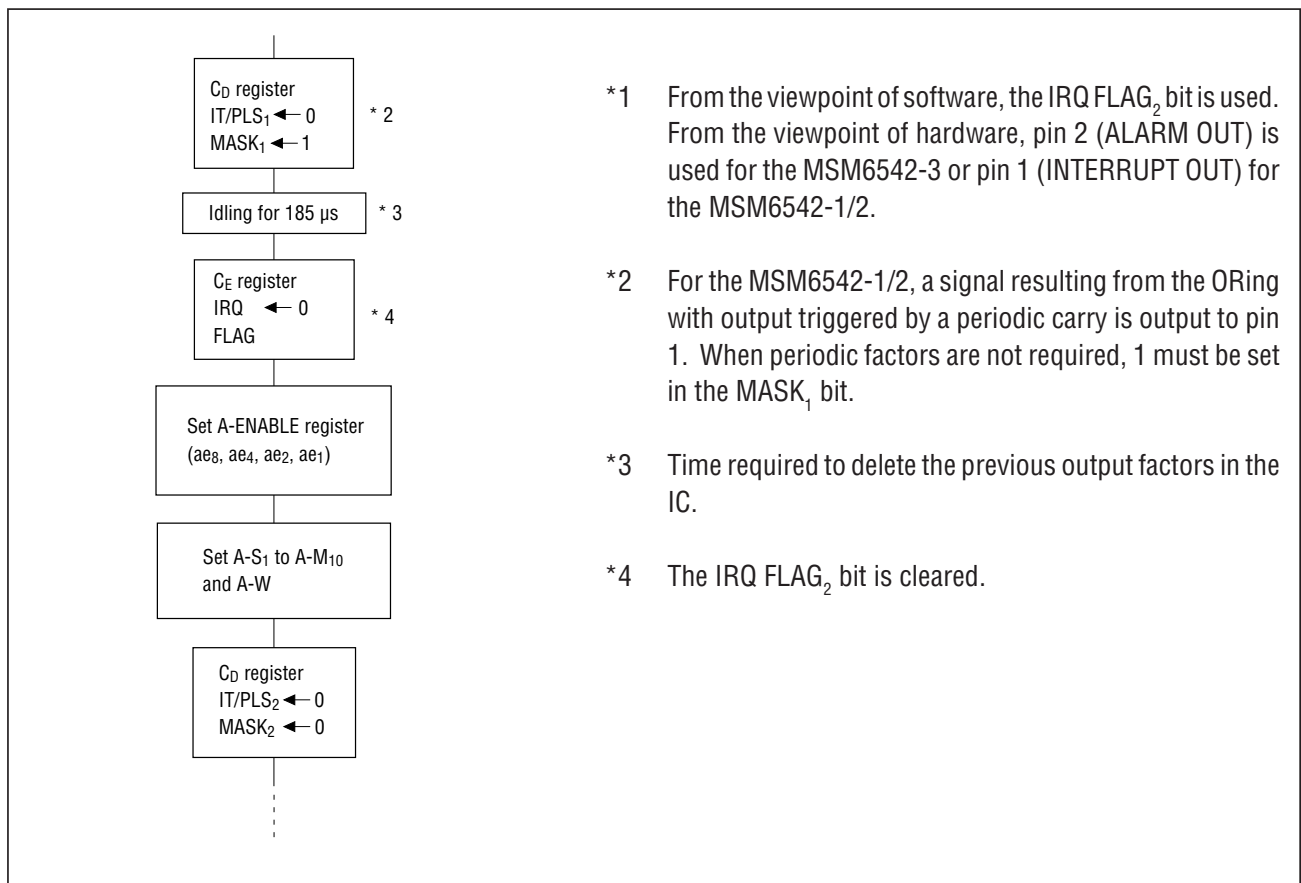 C_D register
IT/PLS₁ ← 0
MASK₁ ← 1
* 2
Idling for 185 µs
* 3
C_E register
IRQ ← 0
FLAG
* 4
Set A-ENABLE register
(ae₈, ae₄, ae₂, ae₁)
Set A-S₁ to A-M₁₀
and A-W
C_D register
IT/PLS₂ ← 0
MASK₂ ← 0
*1 From the viewpoint of software, the IRQ FLAG₂ bit is used.
From the viewpoint of hardware, pin 2 (ALARM OUT) is
used for the MSM6542-3 or pin 1 (INTERRUPT OUT) for
the MSM6542-1/2.
*2 For the MSM6542-1/2, a signal resulting from the ORing
with output triggered by a periodic carry is output to pin
1. When periodic factors are not required, 1 must be set
in the MASK₁ bit.
*3 Time required to delete the previous output factors in the
IC.
*4 The IRQ FLAG₂ bit is cleared.